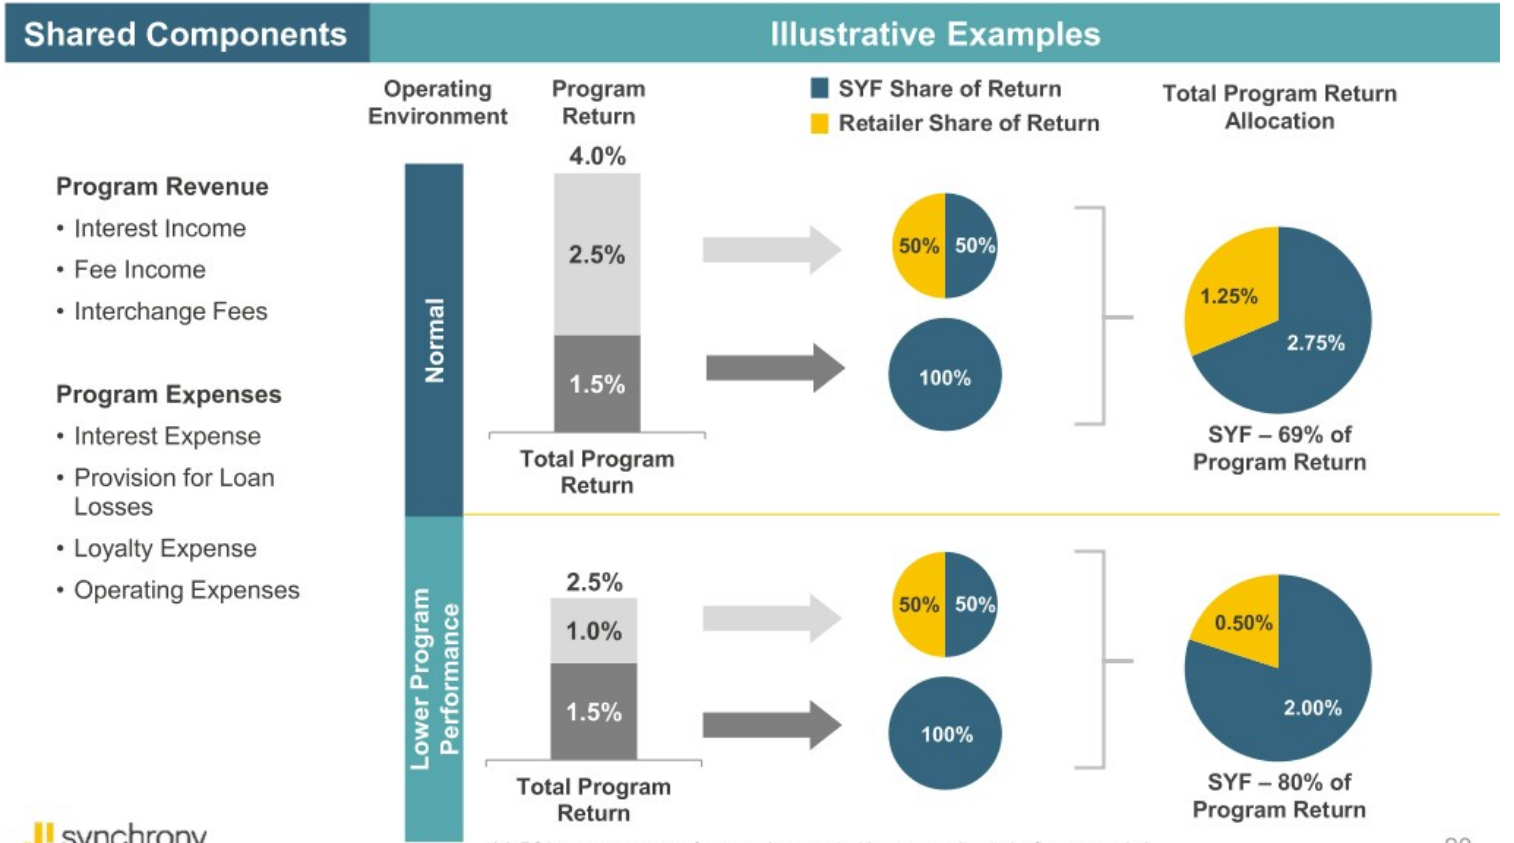 Shared Components
Illustrative Examples
Operating
Environment
Program
Return
SYF Share of Return
Retailer Share of Return
Total Program Return
Allocation
Program Revenue
• Interest Income
• Fee Income
• Interchange Fees
Program Expenses
• Interest Expense
• Provision for Loan
Losses
• Loyalty Expense
• Operating Expenses
Normal
4.0%
2.5%
1.5%
Total Program
Return
50% 50%
100%
1.25%
2.75%
SYF – 69% of
Program Return
Lower Program
Performance
2.5%
1.0%
1.5%
Total Program
Return
50% 50%
100%
0.50%
2.00%
SYF – 80% of
Program Return
synchrony